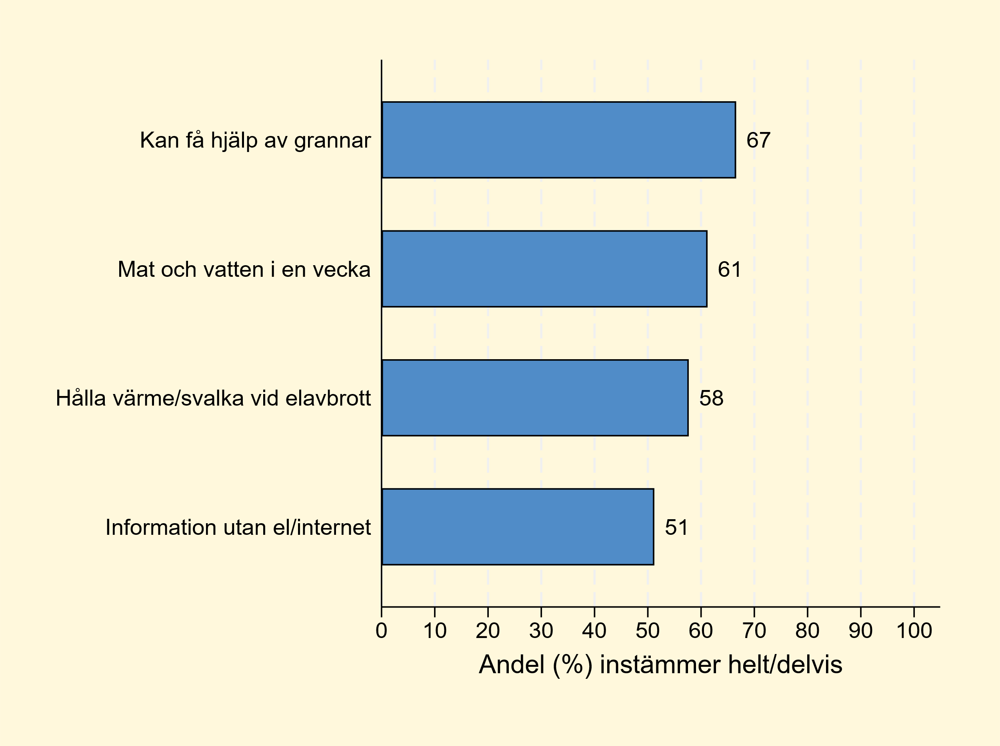 Kan få hjälp av grannar
67
Mat och vatten i en vecka
61
Hålla värme/svalka vid elavbrott
58
Information utan el/internet
51
0 10 20 30 40 50 60 70 80 90 100
Andel (%) instämmer helt/delvis